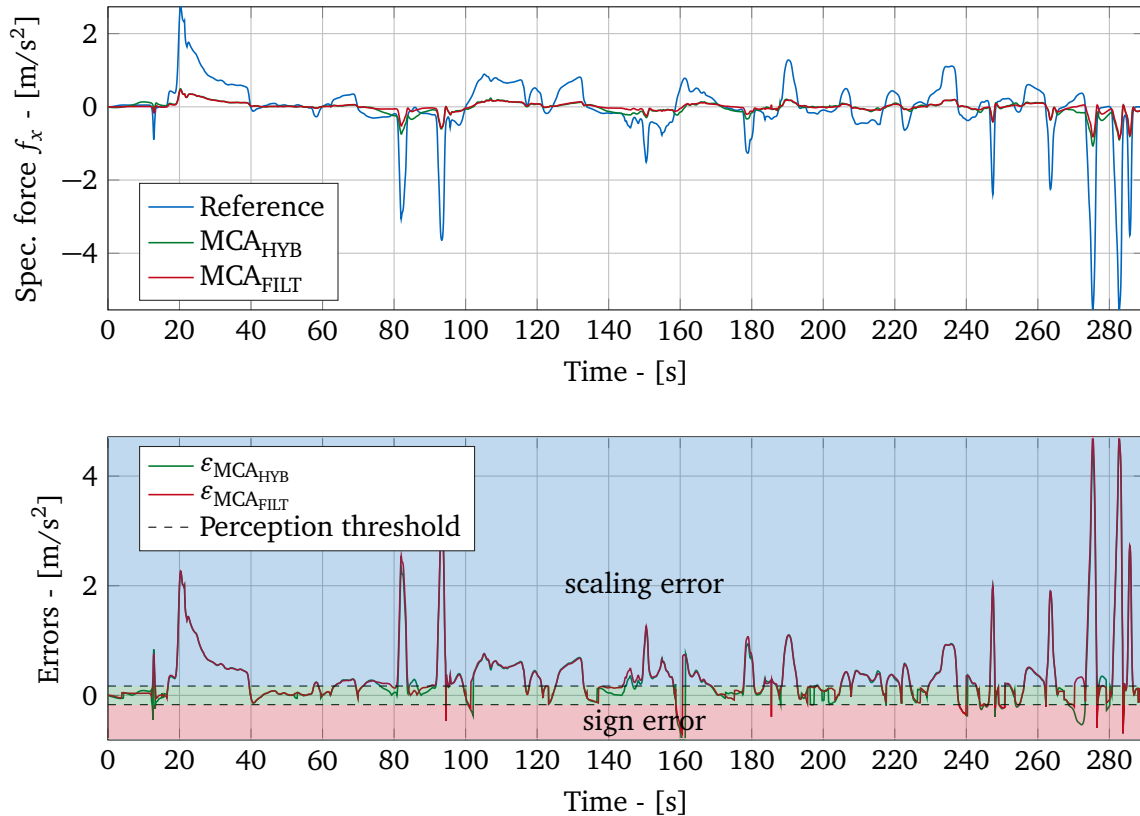 2
0
−2
−4
Spec. force f_x - [m/s²]
Reference
MCA_HYB
MCA_FILT
0 20 40 60 80 100 120 140 160 180 200 220 240 260 280
Time - [s]
4
2
0
Errors - [m/s²]
ε_MCA_HYB
ε_MCA_FILT
Perception threshold
scaling error
sign error
0 20 40 60 80 100 120 140 160 180 200 220 240 260 280
Time - [s]